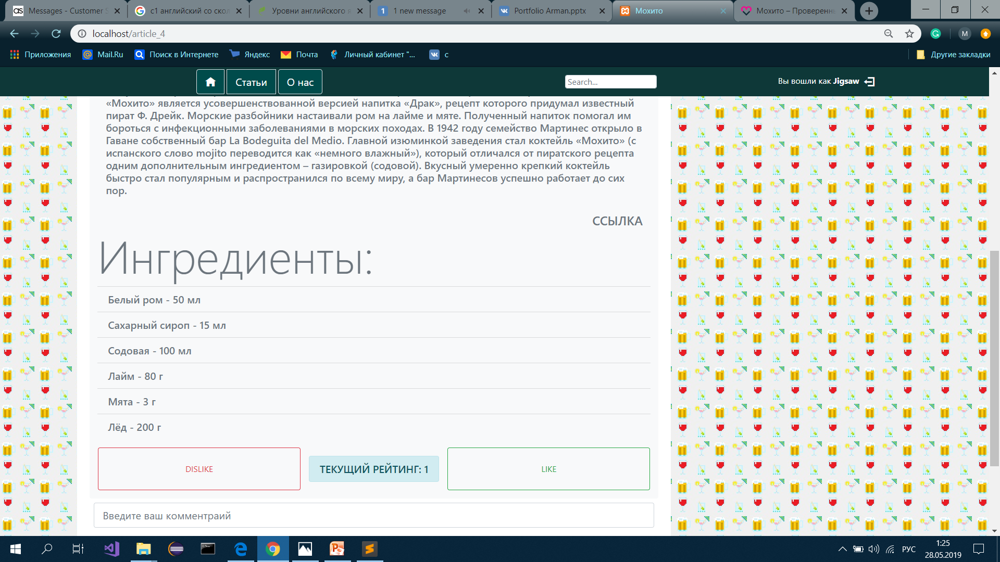 Messages - Customer S
с1 английский со скол
Уровни английского я
1 new message
Portfolio Arman.pptx
Мохито
Мохито – Проверенны
localhost/article_4
M
Приложения
Mail.Ru
Поиск в Интернете
Яндекс
Почта
Личный кабинет "...
с
Другие закладки
Статьи
О нас
Search...
Вы вошли как Jigsaw
«Мохито» является усовершенствованной версией напитка «Драк», рецепт которого придумал известный
пират Ф. Дрейк. Морские разбойники настаивали ром на лайме и мяте. Полученный напиток помогал им
бороться с инфекционными заболеваниями в морских походах. В 1942 году семейство Мартинес открыло в
Гаване собственный бар La Bodeguita del Medio. Главной изюминкой заведения стал коктейль «Мохито» (с
испанского слово mojito переводится как «немного влажный»), который отличался от пиратского рецепта
одним дополнительным ингредиентом – газировкой (содовой). Вкусный умеренно крепкий коктейль
быстро стал популярным и распространился по всему миру, а бар Мартинесов успешно работает до сих
пор.
ССЫЛКА
Ингредиенты:
Белый ром - 50 мл
Сахарный сироп - 15 мл
Содовая - 100 мл
Лайм - 80 г
Мята - 3 г
Лёд - 200 г
DISLIKE
ТЕКУЩИЙ РЕЙТИНГ: 1
LIKE
Введите ваш комментраий
РУС
1:25
28.05.2019